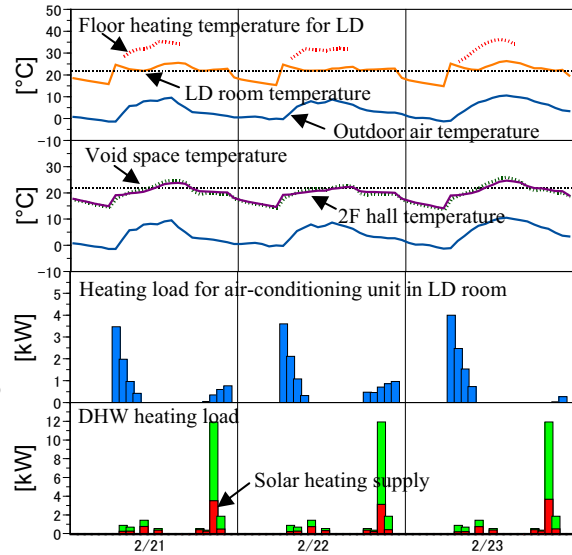 50
Floor heating temperature for LD
40
30
[°C]
20
10
LD room temperature
0
Outdoor air temperature
−10
40
Void space temperature
30
[°C]
20
2F hall temperature
10
0
−10
Heating load for air-conditioning unit in LD room
5
[kW]
4
3
2
1
0
DHW heating load
12
[kW]
10
8
6
Solar heating supply
4
2
0
2/21 2/22 2/23